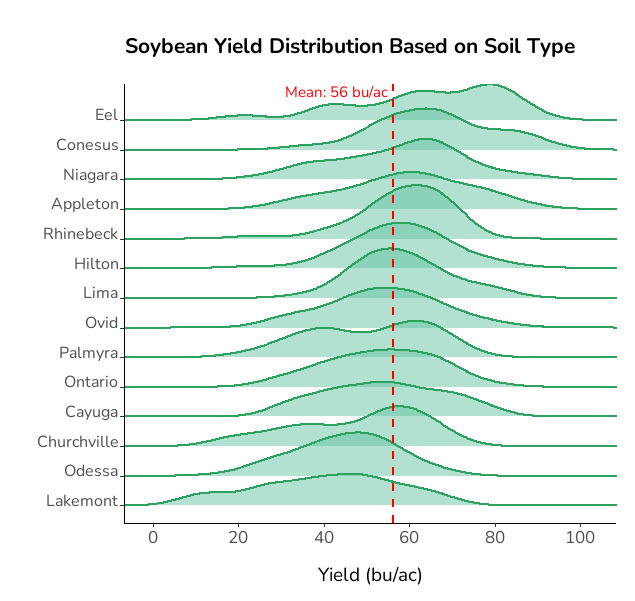 Soybean Yield Distribution Based on Soil Type
Mean: 56 bu/ac
Eel
Conesus
Niagara
Appleton
Rhinebeck
Hilton
Lima
Ovid
Palmyra
Ontario
Cayuga
Churchville
Odessa
Lakemont
0 20 40 60 80 100
Yield (bu/ac)